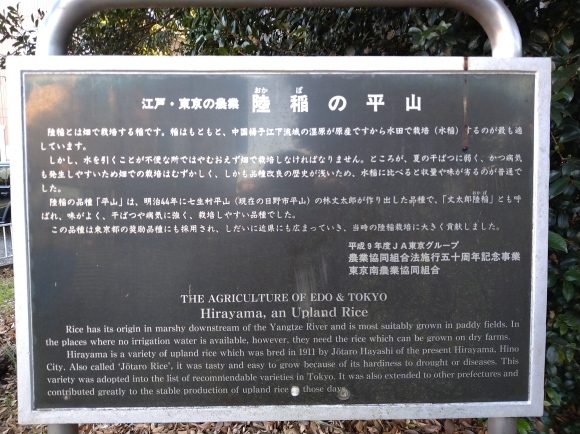 江戸・東京の農業 陸稲の平山
おか ぼ
陸稲とは畑で栽培する稲です。稲はもともと、中国揚子江下流域の湿原が原産ですから水田で栽培（水稲）するのが最も適
しています。
しかし、水を引くことが不便な所ではやむおえず畑で栽培しなければなりません。ところが、夏の干ばつに弱く、かつ病気
も発生しやすいため畑での栽培はむずかしく、しかも品種改良の歴史が浅いため、水稲に比べると収量や味が劣るのが普通で
した。
陸稲の品種「平山」は、明治44年に七生村平山（現在の日野市平山）の林丈太郎が作り出した品種で、「丈太郎陸稲」とも呼
おかぼ
ばれ、味がよく、干ばつや病気に強く、栽培しやすい品種でした。
この品種は東京都の奨励品種にも採用され、しだいに近県にも広まっていき、当時の陸稲栽培に大きく貢献しました。
平成9年度JA東京グループ
農業協同組合法施行五十周年記念事業
東京南農業協同組合
THE AGRICULTURE OF EDO & TOKYO
Hirayama, an Upland Rice
Rice has its origin in marshy downstream of the Yangtze River and is most suitably grown in paddy fields. In
the places where no irrigation water is available, however, they need the rice which can be grown on dry farms.
Hirayama is a variety of upland rice which was bred in 1911 by Jōtaro Hayashi of the present Hirayama, Hino
City. Also called 'Jōtaro Rice', it was tasty and easy to grow because of its hardiness to drought or diseases. This
variety was adopted into the list of recommendable varieties in Tokyo. It was also extended to other prefectures and
contributed greatly to the stable production of upland rice those days.